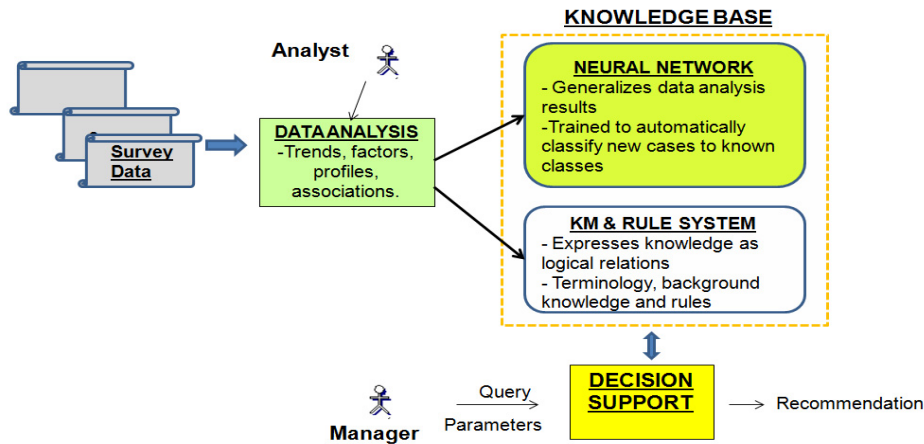 KNOWLEDGE BASE
Analyst
NEURAL NETWORK
- Generalizes data analysis
results
-Trained to automatically
classify new cases to known
classes
Survey
Data
DATA ANALYSIS
-Trends, factors,
profiles,
associations.
KM & RULE SYSTEM
- Expresses knowledge as
logical relations
- Terminology, background
knowledge and rules
Manager
Query
Parameters
DECISION
SUPPORT
Recommendation